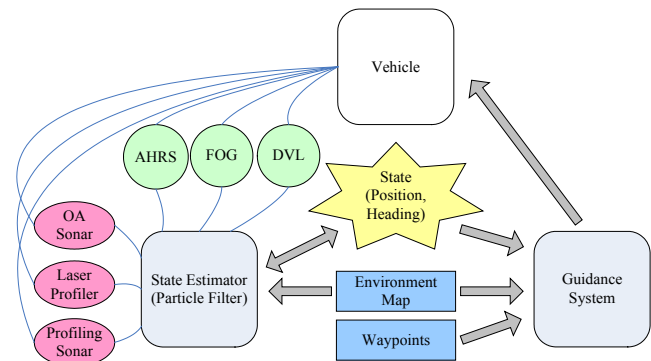 Vehicle
AHRS
FOG
DVL
State
(Position,
Heading)
OA
Sonar
Laser
Profiler
Profiling
Sonar
State Estimator
(Particle Filter)
Environment
Map
Waypoints
Guidance
System